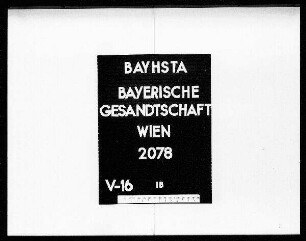 BAYHSTA
BAYERISCHE
GESANDTSCHAFT
WIEN
2078
V-16 IB